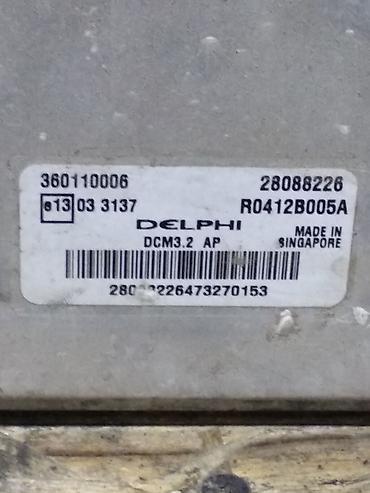 360110006 28088226
e13 03 3137 R0412B005A
DELPHI
DCM3.2 AP MADE IN SINGAPORE